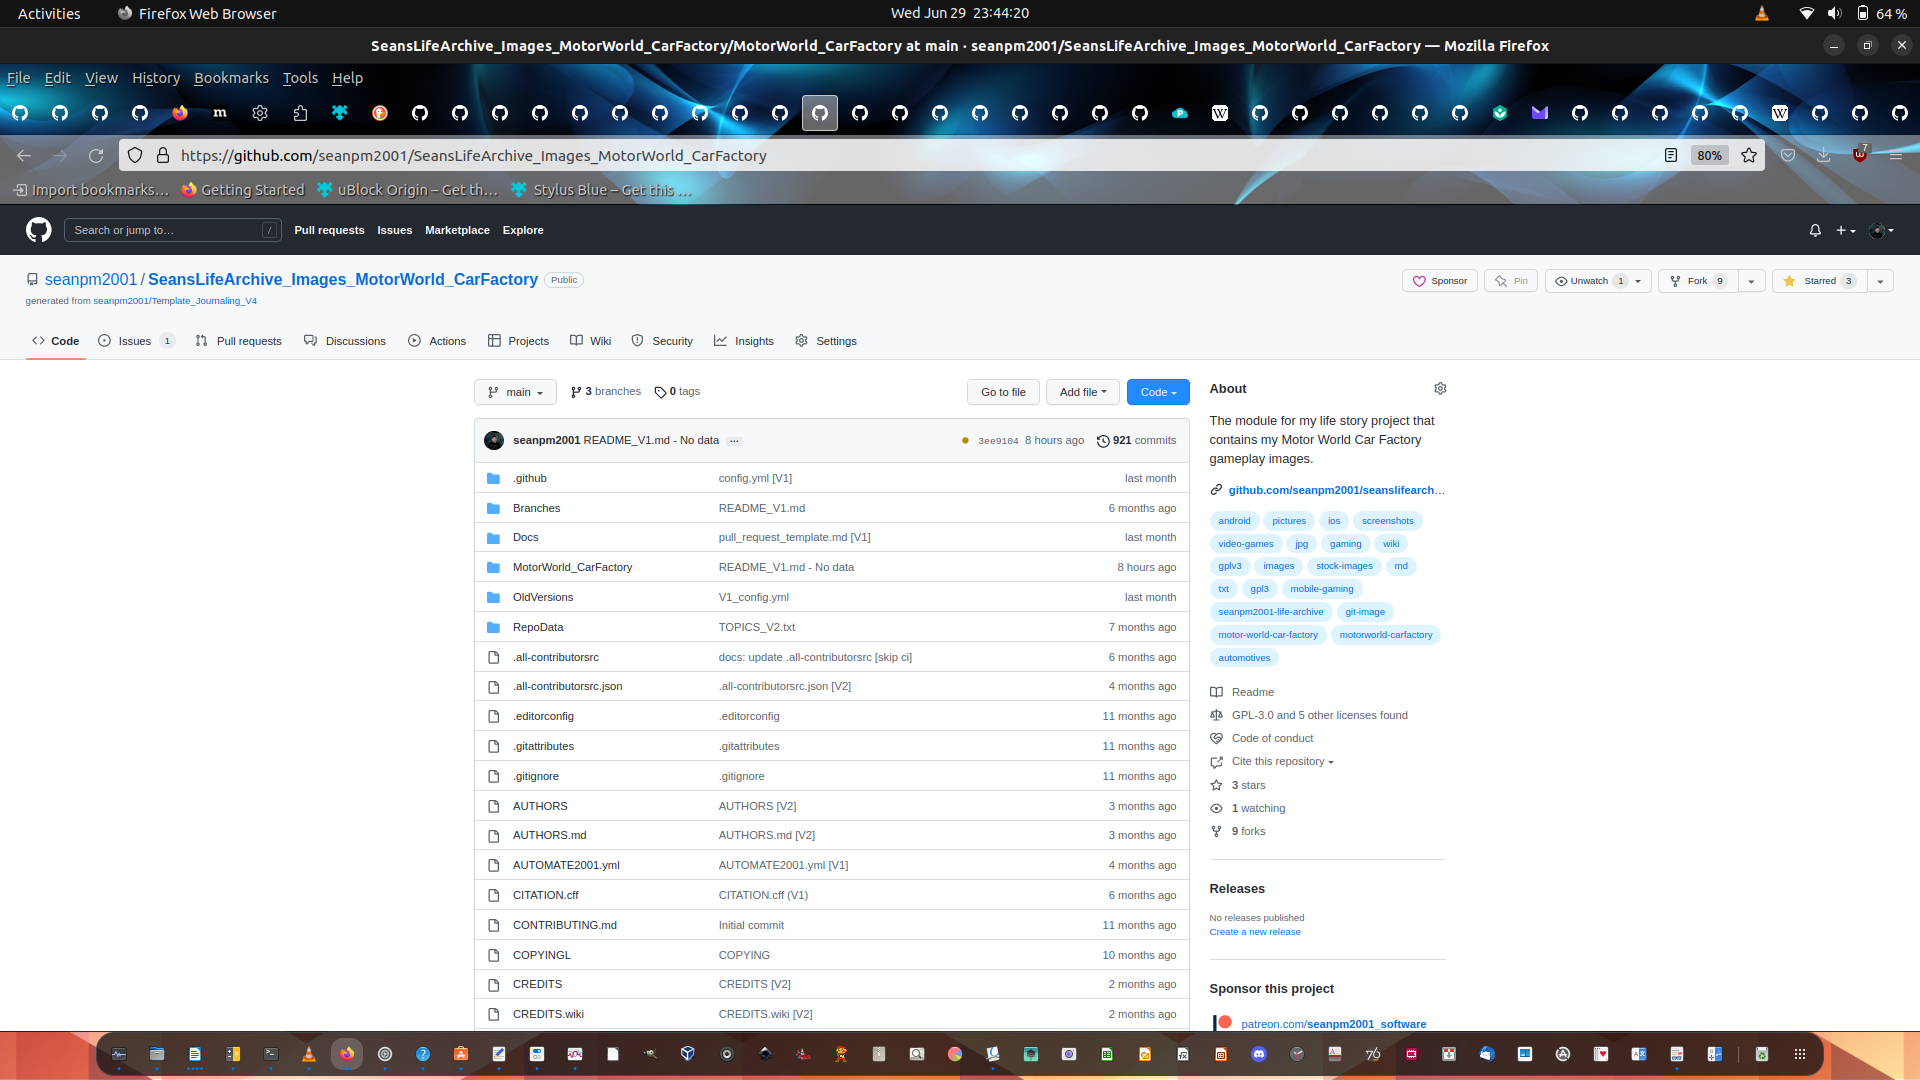 Activities
Firefox Web Browser
Wed Jun 29 23:44:20
64 %
SeansLifeArchive_Images_MotorWorld_CarFactory/MotorWorld_CarFactory at main · seanpm2001/SeansLifeArchive_Images_MotorWorld_CarFactory — Mozilla Firefox
File Edit View History Bookmarks Tools Help
https://github.com/seanpm2001/SeansLifeArchive_Images_MotorWorld_CarFactory
80%
7
Import bookmarks… Getting Started uBlock Origin – Get th… Stylus Blue – Get this …
Search or jump to… /
Pull requests Issues Marketplace Explore
seanpm2001 / SeansLifeArchive_Images_MotorWorld_CarFactory Public
Sponsor Pin Unwatch 1 Fork 9 Starred 3
generated from seanpm2001/Template_Journaling_V4
Code Issues 1 Pull requests Discussions Actions Projects Wiki Security Insights Settings
main 3 branches 0 tags Go to file Add file Code
seanpm2001 README_V1.md - No data ... 3ee9104 8 hours ago 921 commits
.github config.yml [V1] last month
Branches README_V1.md 6 months ago
Docs pull_request_template.md [V1] last month
MotorWorld_CarFactory README_V1.md - No data 8 hours ago
OldVersions V1_config.yml last month
RepoData TOPICS_V2.txt 7 months ago
.all-contributorsrc docs: update .all-contributorsrc [skip ci] 6 months ago
.all-contributorsrc.json .all-contributorsrc.json [V2] 4 months ago
.editorconfig .editorconfig 11 months ago
.gitattributes .gitattributes 11 months ago
.gitignore .gitignore 11 months ago
AUTHORS AUTHORS [V2] 3 months ago
AUTHORS.md AUTHORS.md [V2] 3 months ago
AUTOMATE2001.yml AUTOMATE2001.yml [V1] 4 months ago
CITATION.cff CITATION.cff (V1) 6 months ago
CONTRIBUTING.md Initial commit 11 months ago
COPYINGL COPYING 10 months ago
CREDITS CREDITS [V2] 2 months ago
CREDITS.wiki CREDITS.wiki [V2] 2 months ago
About
The module for my life story project that
contains my Motor World Car Factory
gameplay images.
github.com/seanpm2001/seanslifearch…
android pictures ios screenshots
video-games jpg gaming wiki
gplv3 images stock-images md
txt gpl3 mobile-gaming
seanpm2001-life-archive git-image
motor-world-car-factory motorworld-carfactory
automotives
Readme
GPL-3.0 and 5 other licenses found
Code of conduct
Cite this repository
3 stars
1 watching
9 forks
Releases
No releases published
Create a new release
Sponsor this project
patreon.com/seanpm2001_software